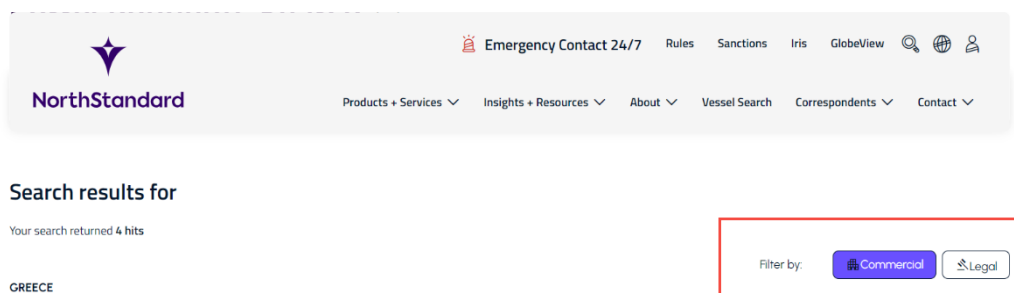 Emergency Contact 24/7 Rules Sanctions Iris GlobeView
NorthStandard
Products + Services Insights + Resources About Vessel Search Correspondents Contact
Search results for
Your search returned 4 hits
Filter by: Commercial Legal
GREECE